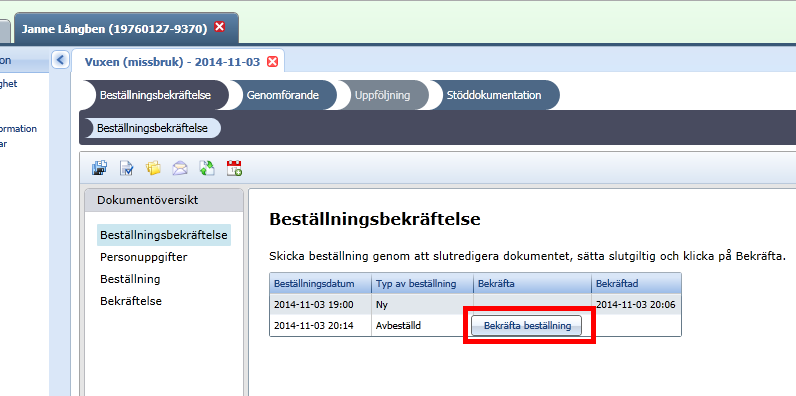 Janne Långben (19760127-9370)
on
Vuxen (missbruk) - 2014-11-03
ghet
ormation
ar
Beställningsbekräftelse Genomförande Uppföljning Stöddokumentation
Beställningsbekräftelse
Dokumentöversikt
Beställningsbekräftelse
Personuppgifter
Beställning
Bekräftelse
Beställningsbekräftelse
Skicka beställning genom att slutredigera dokumentet, sätta slutgiltig och klicka på Bekräfta.
Beställningsdatum Typ av beställning Bekräfta Bekräftad
2014-11-03 19:00 Ny 2014-11-03 20:06
2014-11-03 20:14 Avbeställd Bekräfta beställning